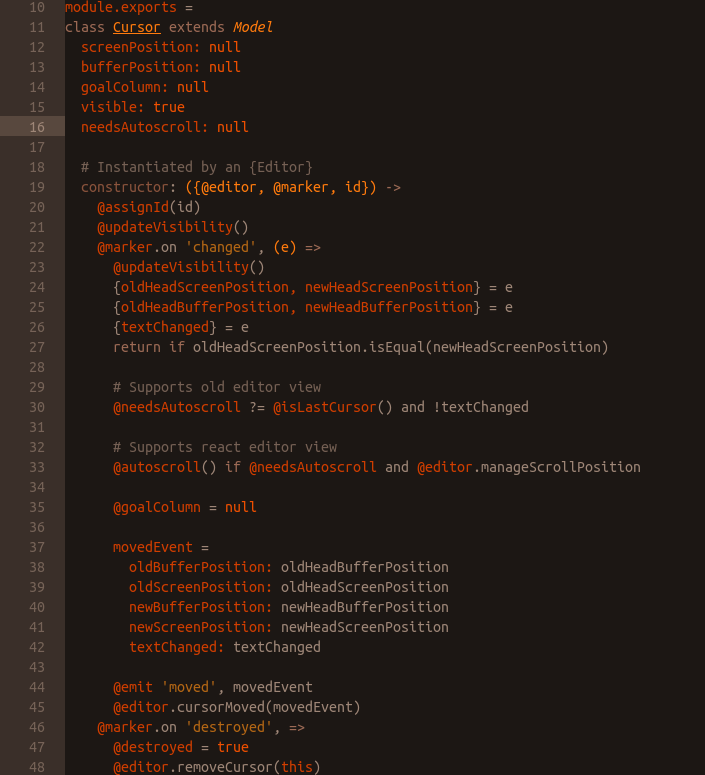 10 module.exports =
11 class Cursor extends Model
12   screenPosition: null
13   bufferPosition: null
14   goalColumn: null
15   visible: true
16   needsAutoscroll: null
17
18   # Instantiated by an {Editor}
19   constructor: ({@editor, @marker, id}) ->
20     @assignId(id)
21     @updateVisibility()
22     @marker.on 'changed', (e) =>
23       @updateVisibility()
24       {oldHeadScreenPosition, newHeadScreenPosition} = e
25       {oldHeadBufferPosition, newHeadBufferPosition} = e
26       {textChanged} = e
27       return if oldHeadScreenPosition.isEqual(newHeadScreenPosition)
28
29       # Supports old editor view
30       @needsAutoscroll ?= @isLastCursor() and !textChanged
31
32       # Supports react editor view
33       @autoscroll() if @needsAutoscroll and @editor.manageScrollPosition
34
35       @goalColumn = null
36
37       movedEvent =
38         oldBufferPosition: oldHeadBufferPosition
39         oldScreenPosition: oldHeadScreenPosition
40         newBufferPosition: newHeadBufferPosition
41         newScreenPosition: newHeadScreenPosition
42         textChanged: textChanged
43
44       @emit 'moved', movedEvent
45       @editor.cursorMoved(movedEvent)
46     @marker.on 'destroyed', =>
47       @destroyed = true
48       @editor.removeCursor(this)